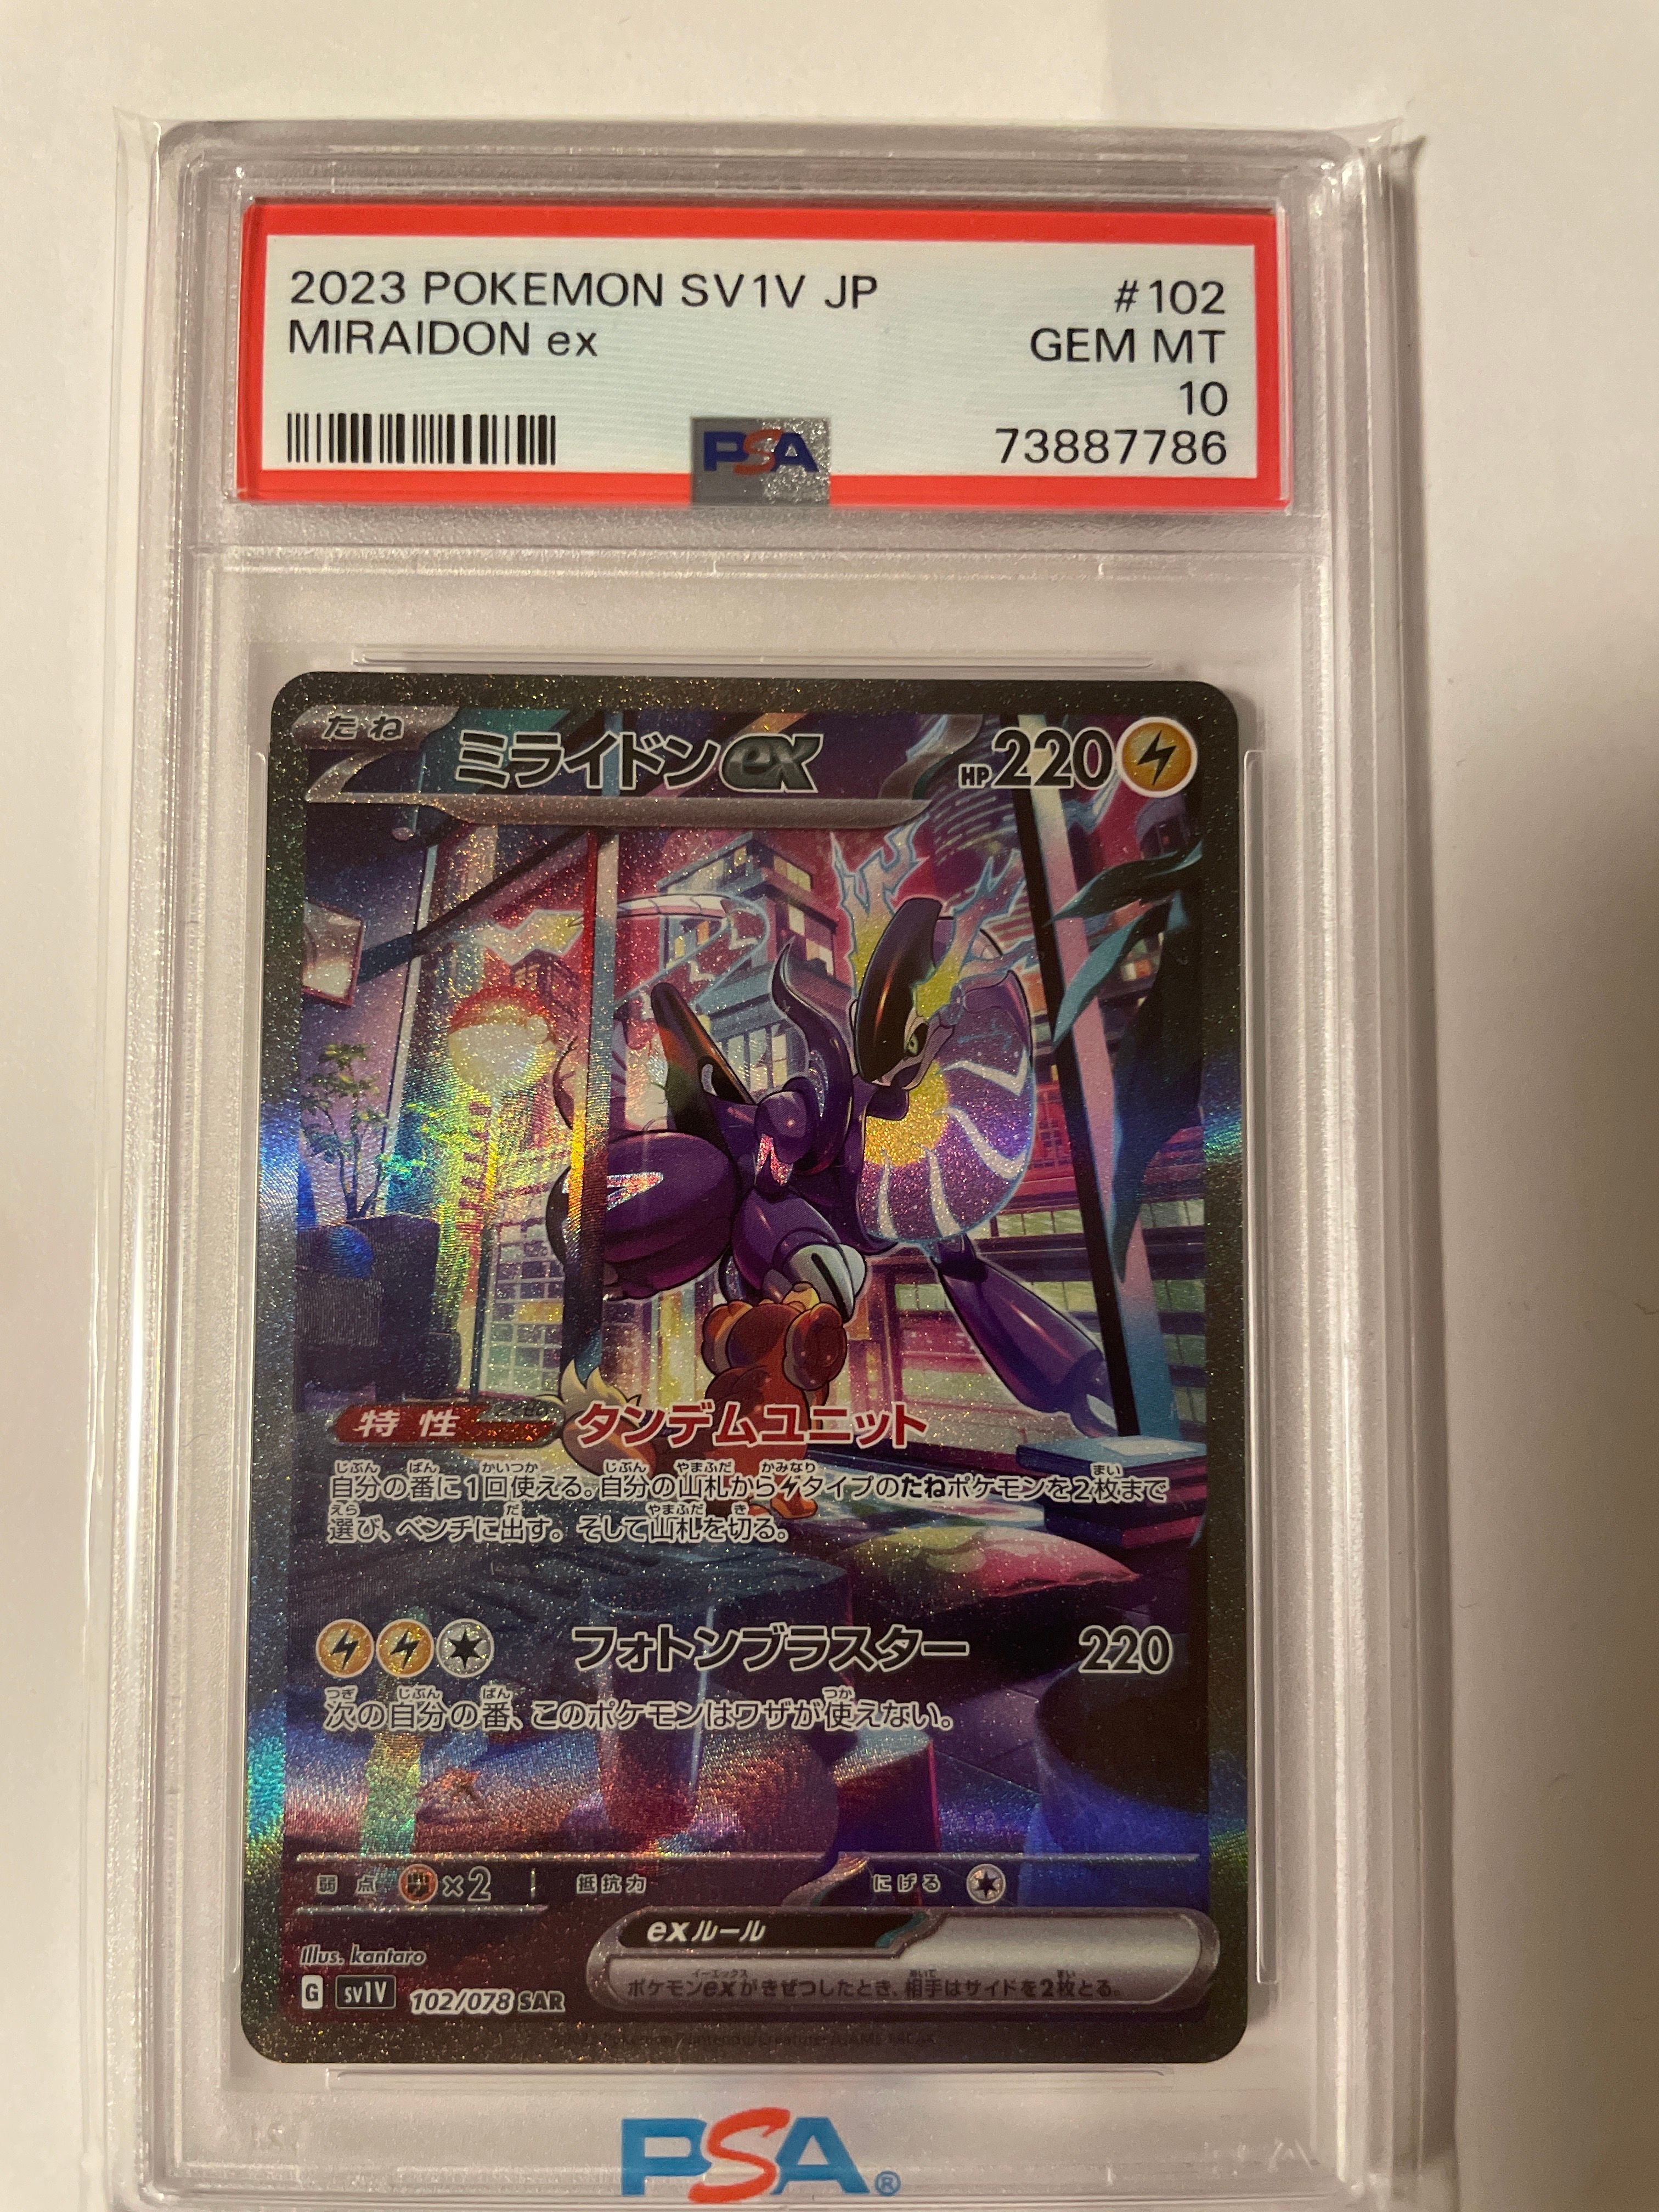 2023 POKEMON SV1V JP #102
MIRAIDON ex GEM MT
10
PSA 73887786
たね ミライドンex HP220
特性 タンデムユニット
自分の番に1回使える。自分の山札からタイプのたねポケモンを2枚まで
選び、ベンチに出す。そして山札を切る。
フォトンブラスター 220
次の自分の番、このポケモンはワザが使えない。
弱点 ×2 抵抗力 にげる
exルール
Illus. kantaro
ポケモンexがきぜつしたとき、相手はサイドを2枚とる。
G SV1V 102/078 SAR
PSA®